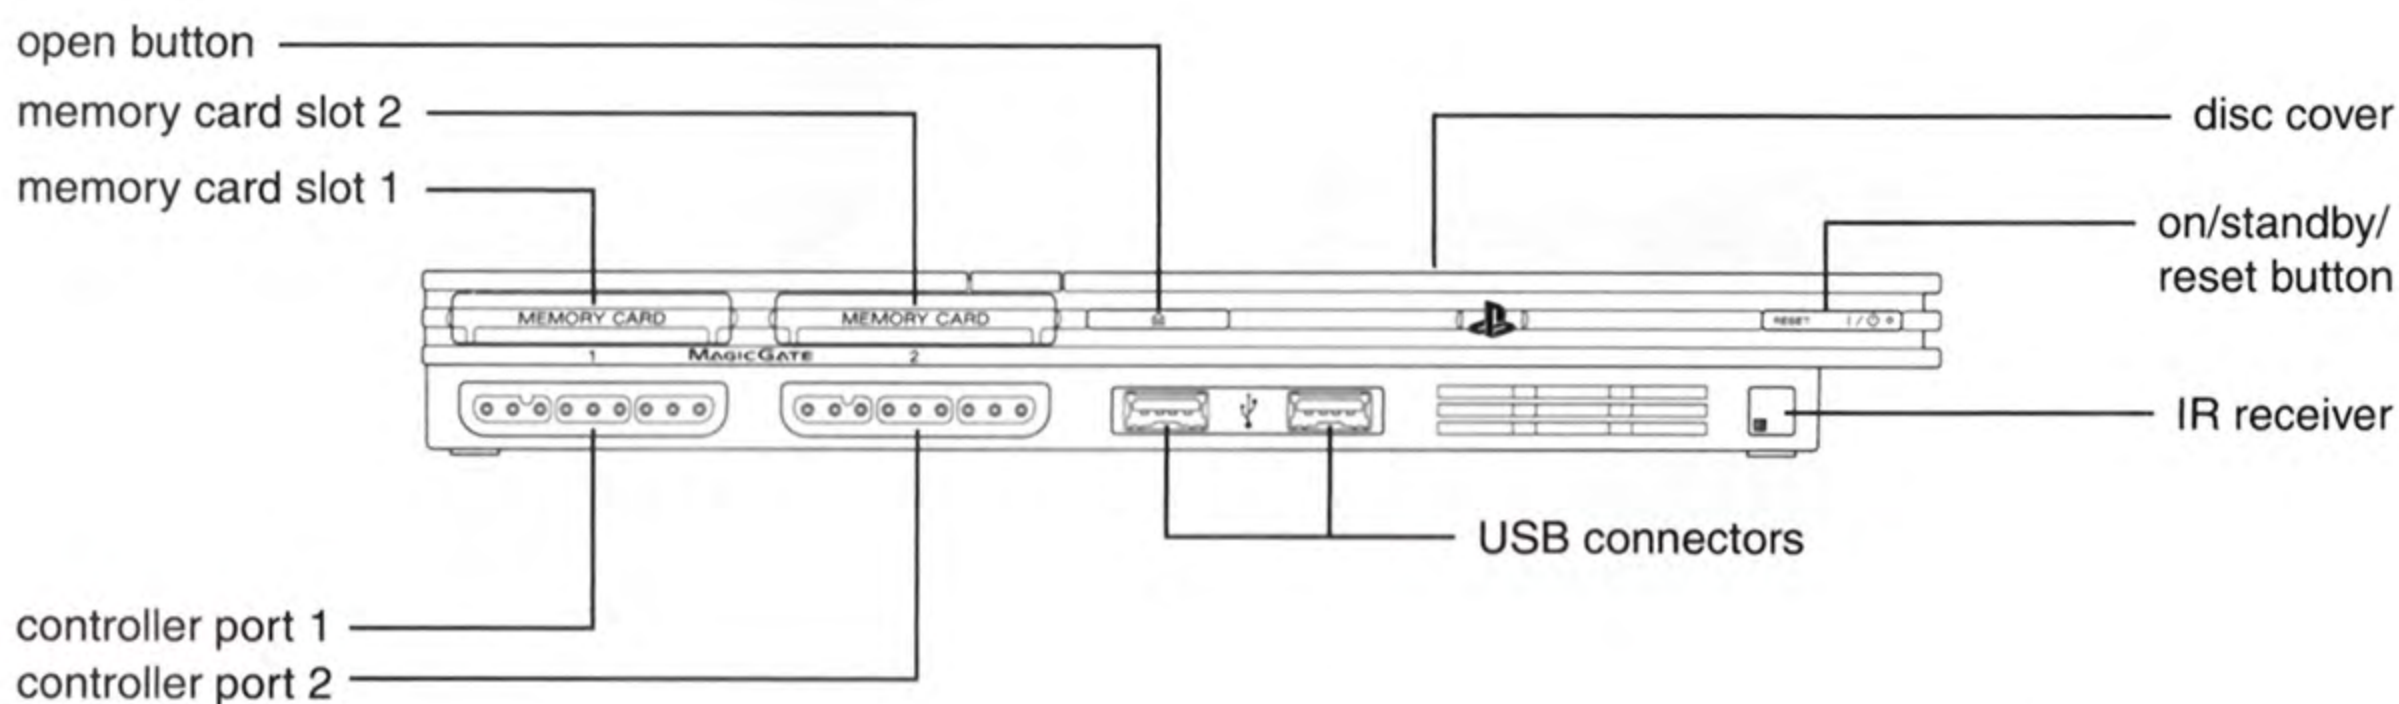 open button
memory card slot 2
disc cover
memory card slot 1
on/standby/
reset button
MEMORY CARD
MEMORY CARD
RESET
1
MAGICGATE
2
IR receiver
USB connectors
controller port 1
controller port 2